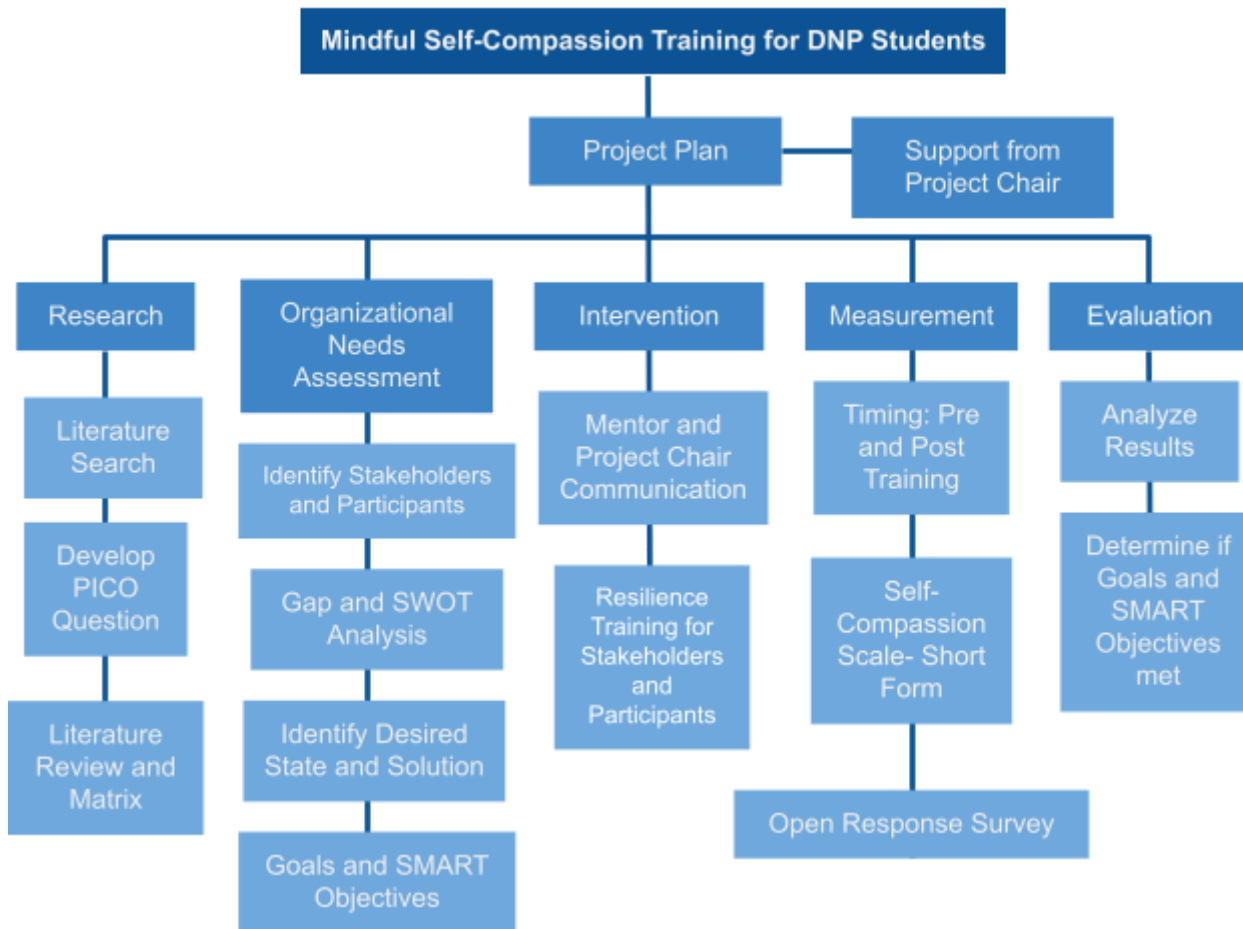 Mindful Self-Compassion Training for DNP Students
Project Plan
Support from
Project Chair
Research
Literature
Search
Develop
PICO
Question
Literature
Review and
Matrix
Organizational
Needs
Assessment
Identify Stakeholders
and Participants
Gap and SWOT
Analysis
Identify Desired
State and Solution
Goals and SMART
Objectives
Intervention
Mentor and
Project Chair
Communication
Resilience
Training for
Stakeholders
and
Participants
Measurement
Timing: Pre
and Post
Training
Self-
Compassion
Scale- Short
Form
Open Response Survey
Evaluation
Analyze
Results
Determine if
Goals and
SMART
Objectives
met